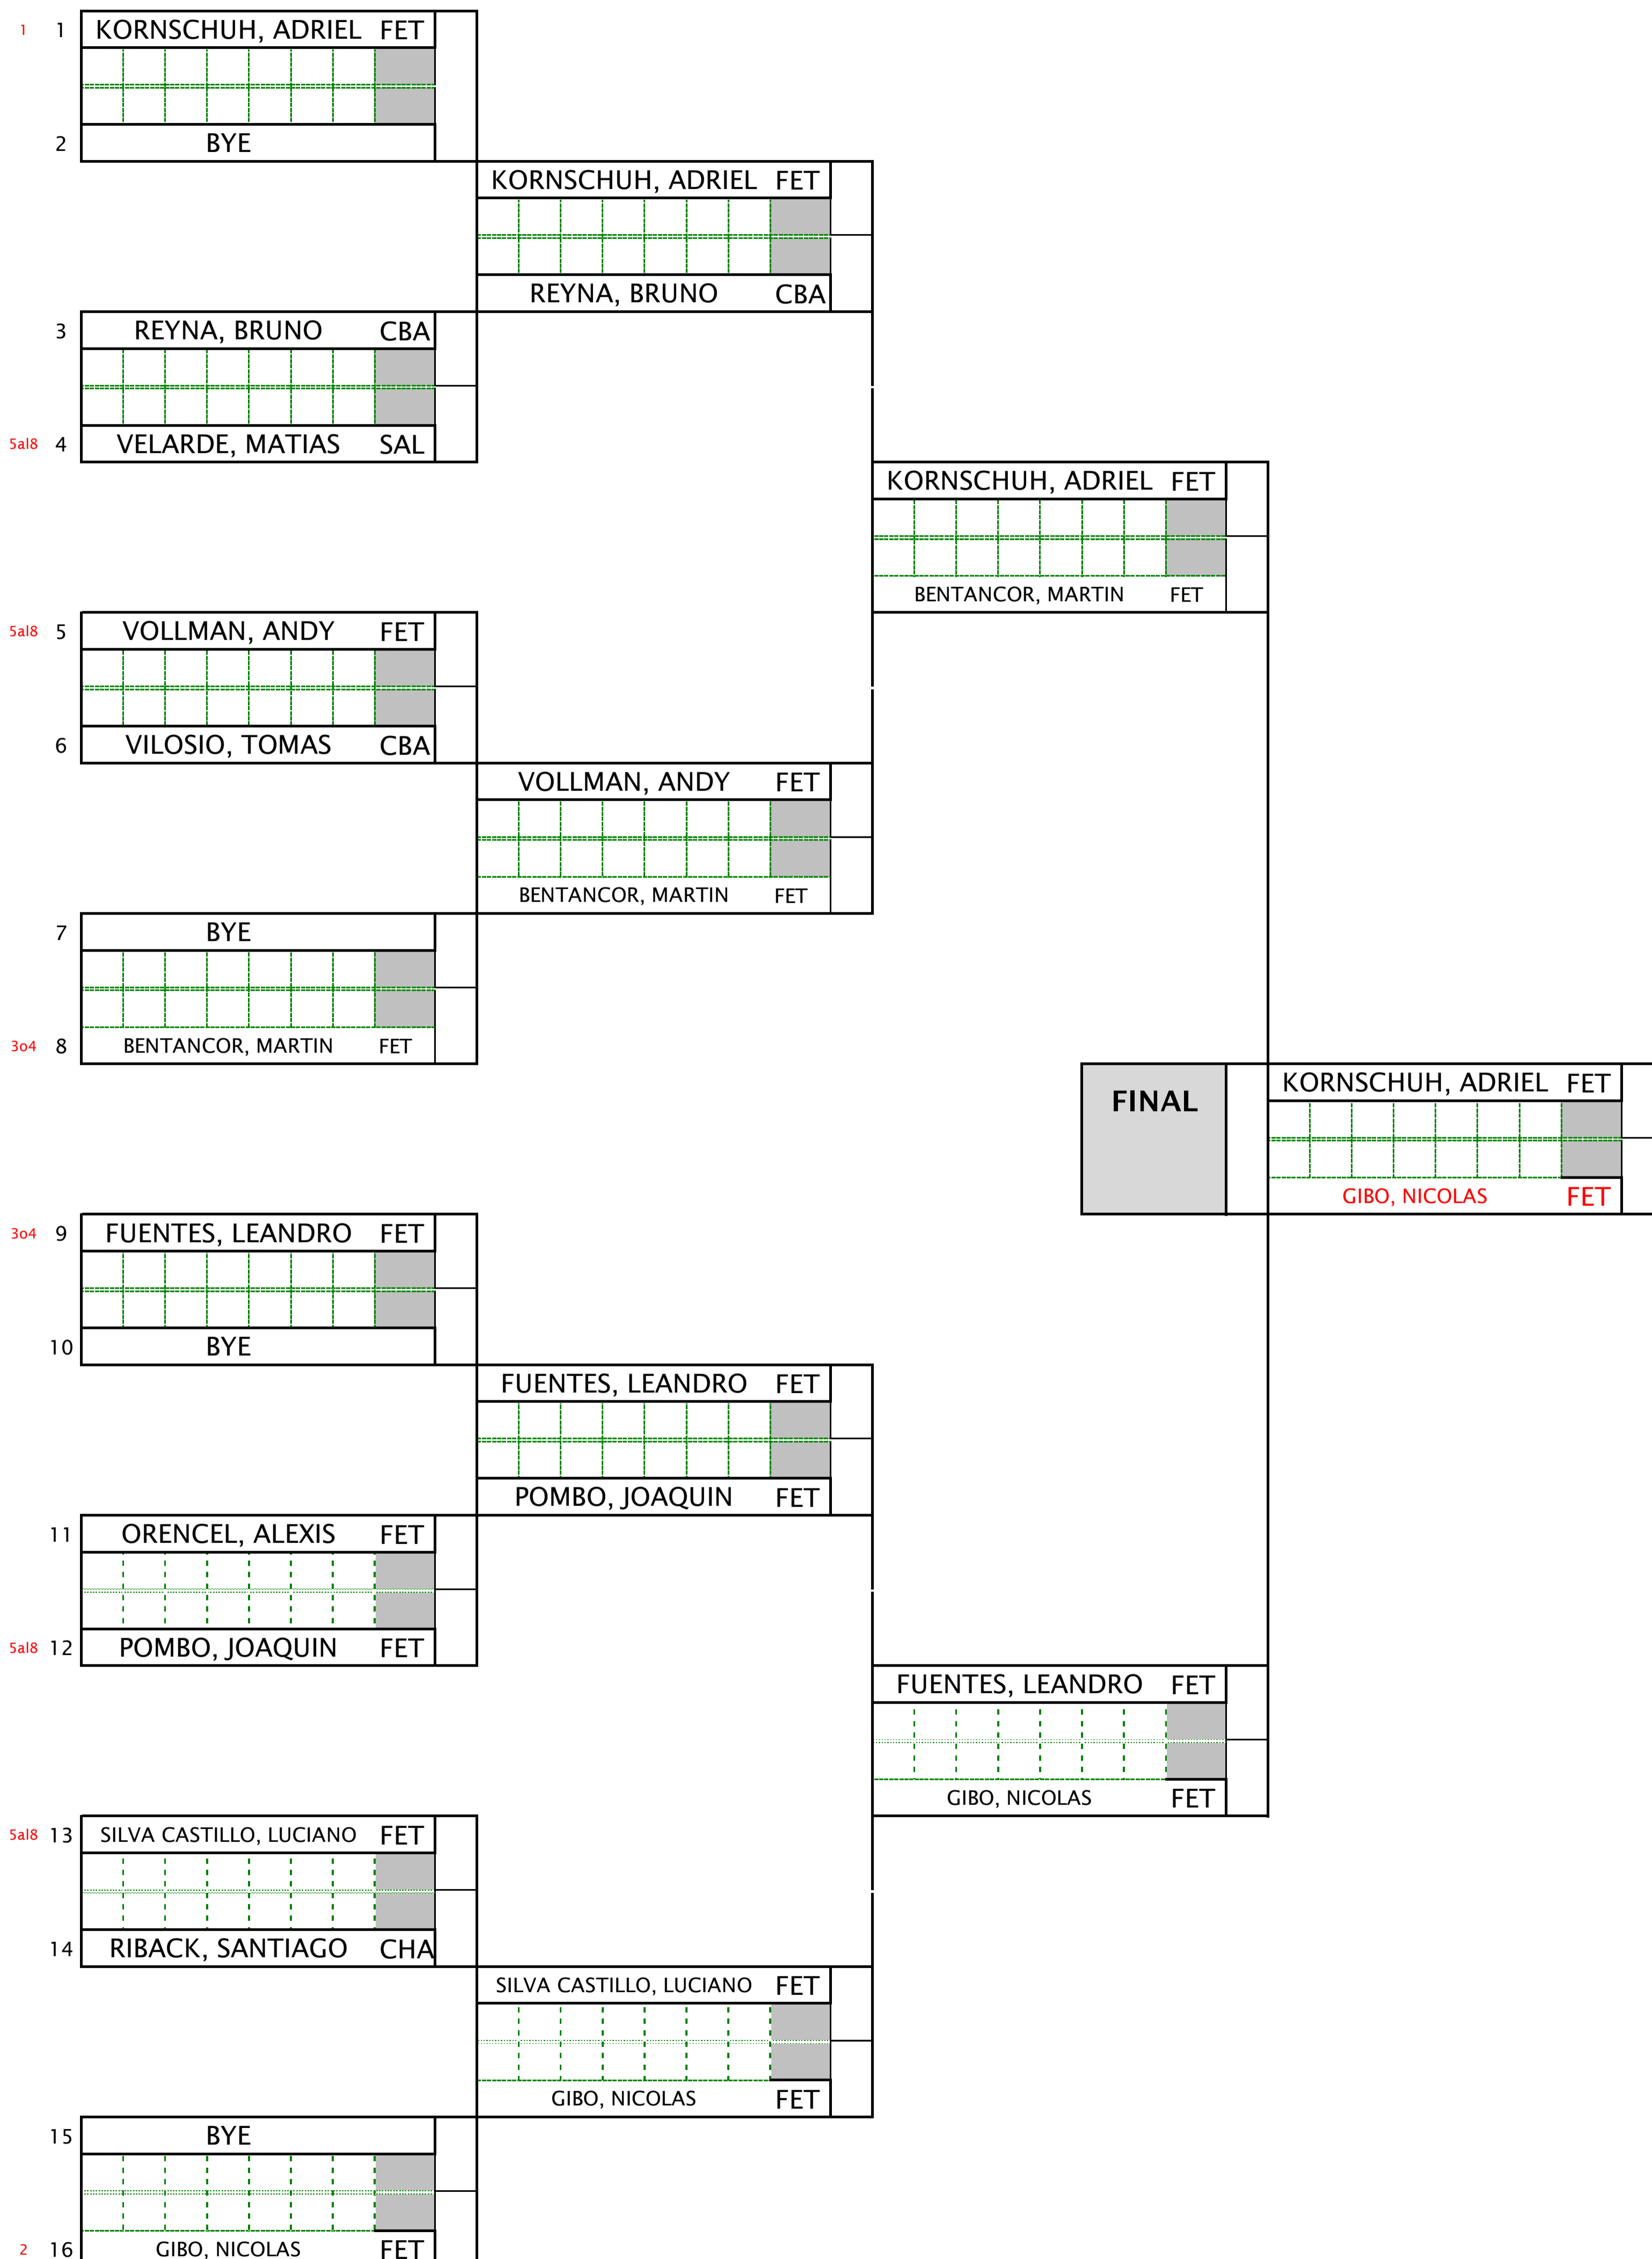 1 1 KORNSCHUH, ADRIEL FET
2 BYE
KORNSCHUH, ADRIEL FET
REYNA, BRUNO CBA
3 REYNA, BRUNO CBA
5al8 4 VELARDE, MATIAS SAL
KORNSCHUH, ADRIEL FET
BENTANCOR, MARTIN FET
5al8 5 VOLLMAN, ANDY FET
6 VILOSIO, TOMAS CBA
VOLLMAN, ANDY FET
BENTANCOR, MARTIN FET
7 BYE
3o4 8 BENTANCOR, MARTIN FET
FINAL
KORNSCHUH, ADRIEL FET
GIBO, NICOLAS FET
3o4 9 FUENTES, LEANDRO FET
10 BYE
FUENTES, LEANDRO FET
POMBO, JOAQUIN FET
11 ORENCEL, ALEXIS FET
5al8 12 POMBO, JOAQUIN FET
FUENTES, LEANDRO FET
GIBO, NICOLAS FET
5al8 13 SILVA CASTILLO, LUCIANO FET
14 RIBACK, SANTIAGO CHA
SILVA CASTILLO, LUCIANO FET
GIBO, NICOLAS FET
15 BYE
2 16 GIBO, NICOLAS FET